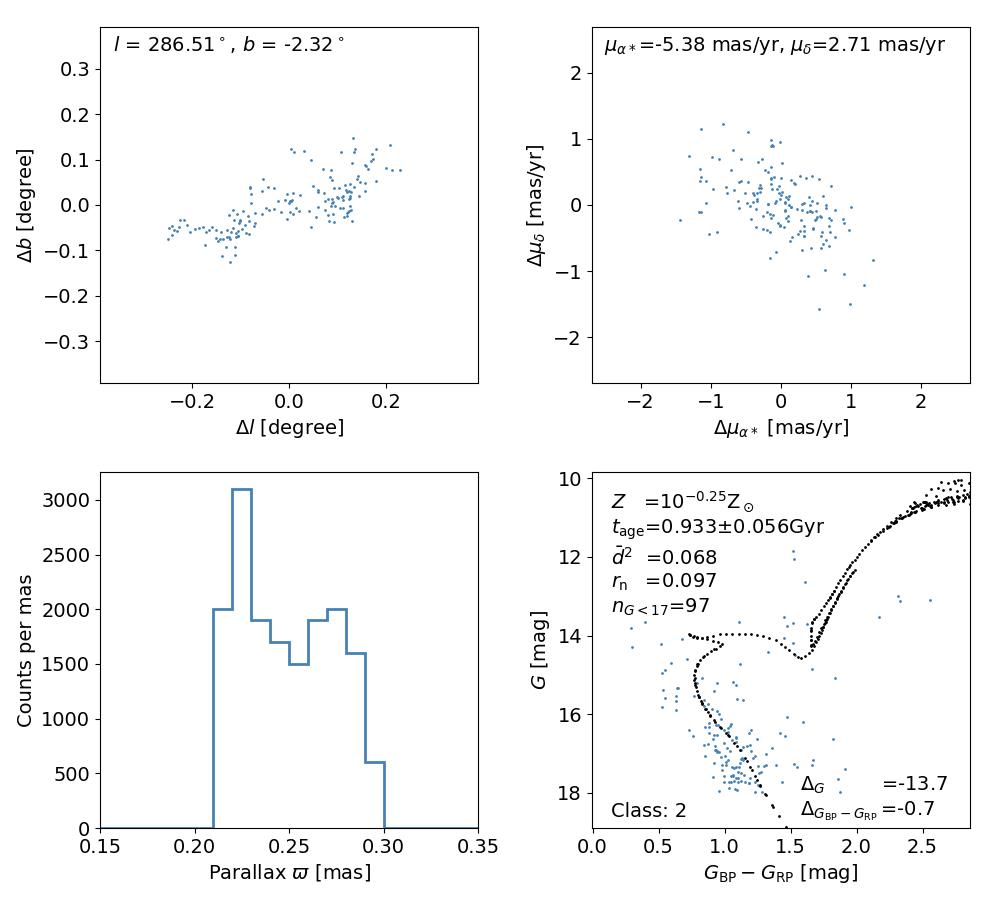 l = 286.51°, b = -2.32°
0.3
0.2
0.1
0.0
−0.1
−0.2
−0.3
Δb [degree]
−0.2 0.0 0.2
Δl [degree]
μα∗=-5.38 mas/yr, μδ=2.71 mas/yr
2
1
0
−1
−2
Δμδ [mas/yr]
−2 −1 0 1 2
Δμα∗ [mas/yr]
3000
2500
2000
1500
1000
500
0
Counts per mas
0.15 0.20 0.25 0.30 0.35
Parallax ϖ [mas]
Z =10^−0.25 Z⊙
tage=0.933±0.056Gyr
d̄² =0.068
rn =0.097
nG<17=97
ΔG =-13.7
ΔGBP−GRP =-0.7
Class: 2
10
12
14
16
18
G [mag]
0.0 0.5 1.0 1.5 2.0 2.5
GBP − GRP [mag]